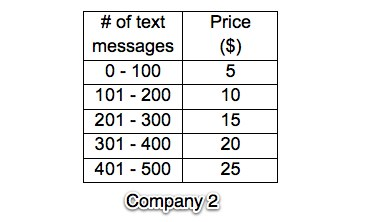 # of text messages Price ($)
0 - 100 5
101 - 200 10
201 - 300 15
301 - 400 20
401 - 500 25
Company 2